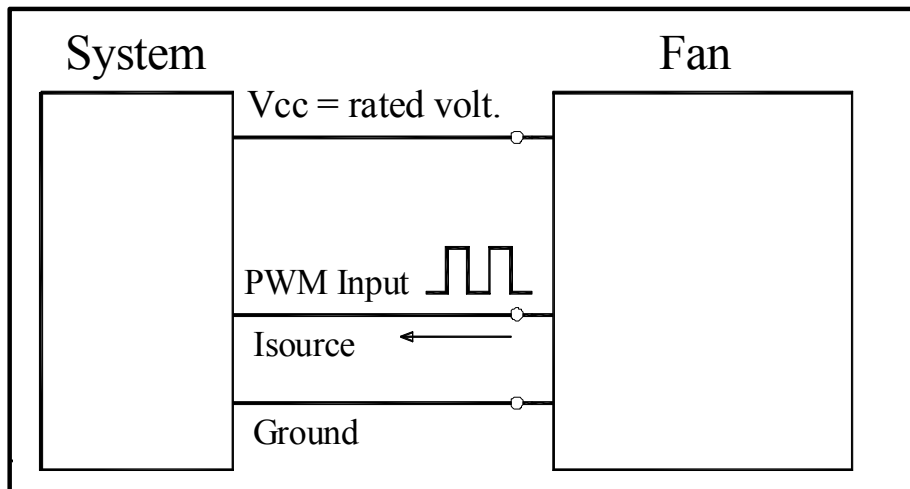 System
Fan
Vcc = rated volt.
PWM Input
Isource
Ground